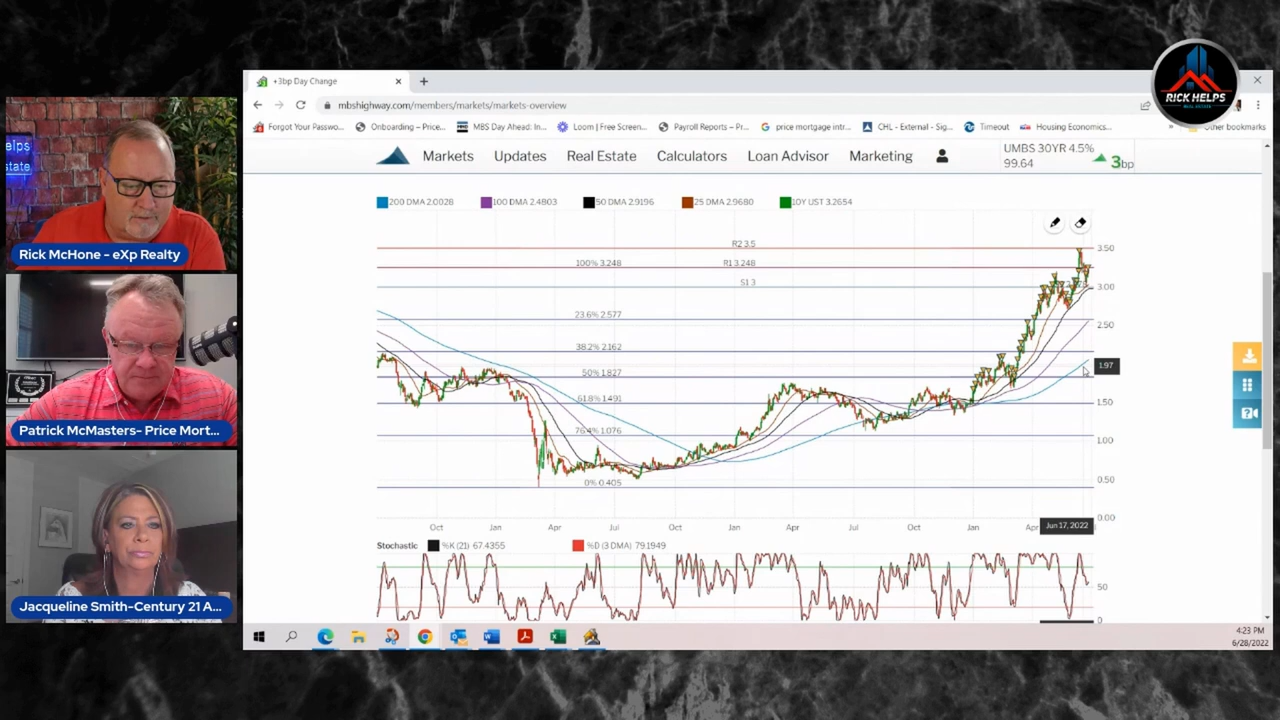 RICK HELPS
REAL ESTATE
elps
state
Rick McHone - eXp Realty
Patrick McMasters- Price Mort...
Jacqueline Smith-Century 21 A...
+3bp Day Change
mbshighway.com/members/markets/markets-overview
Forgot Your Passwo...
Onboarding – Price...
MBS Day Ahead: In...
Loom | Free Screen...
Payroll Reports – Pr...
price mortgage intr...
CHL - External - Sig...
Timeout
Housing Economics...
»
Other bookmarks
Markets
Updates
Real Estate
Calculators
Loan Advisor
Marketing
UMBS 30YR 4.5%
99.64
3bp
200 DMA 2.0028
100 DMA 2.4803
50 DMA 2.9196
25 DMA 2.9680
10Y UST 3.2654
R2 3.5
100% 3.248
R1 3.248
S1 3
23.6% 2.577
38.2% 2.162
50% 1.827
61.8% 1.491
76.4% 1.076
0% 0.405
3.50
3.00
2.50
1.97
1.50
1.00
0.50
0.00
Oct
Jan
Apr
Jul
Oct
Jan
Apr
Jul
Oct
Jan
Apr
Jun 17, 2022
Stochastic
%K (21) 67.4355
%D (3 DMA) 79.1949
50
0
4:23 PM
6/28/2022